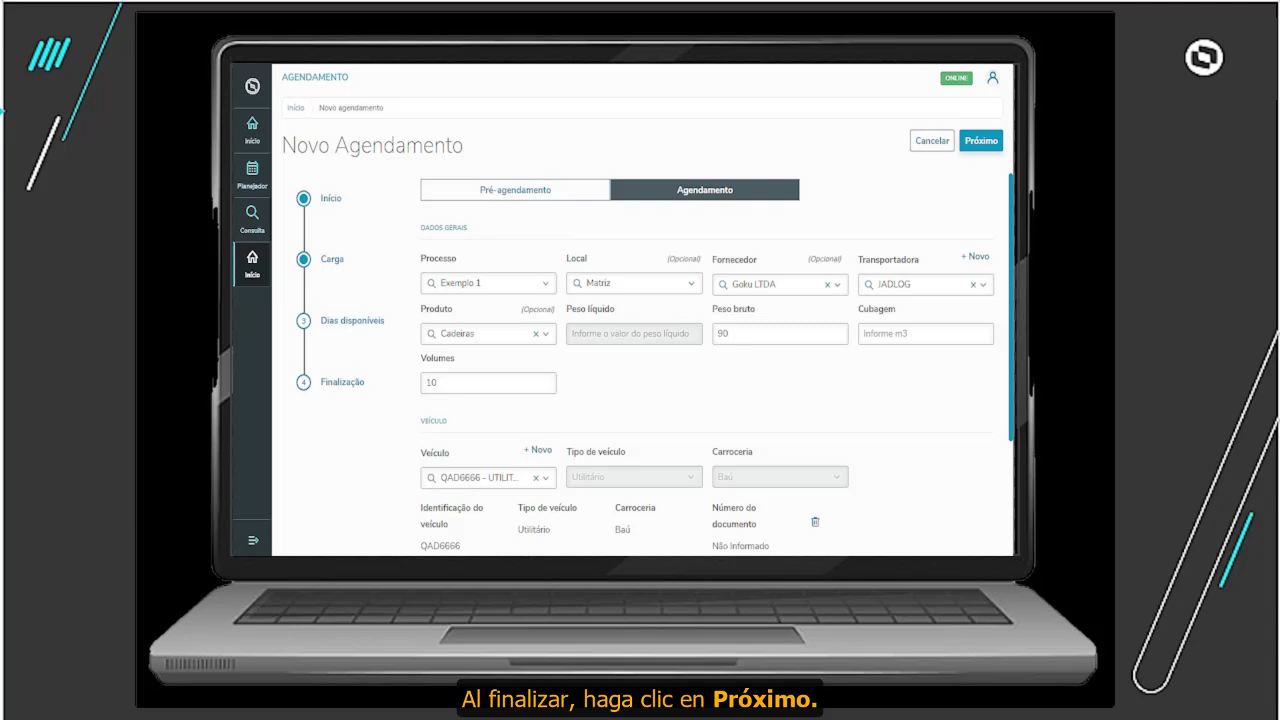 AGENDAMENTO
ONLINE
Início Novo agendamento
Novo Agendamento
Cancelar Próximo
Início
Planejador
Consulta
Início
Início
Carga
3 Dias disponíveis
4 Finalização
Pré-agendamento Agendamento
DADOS GERAIS
Processo Local (Opcional) Fornecedor (Opcional) Transportadora + Novo
Exemplo 1 Matriz Goku LTDA JADLOG
Produto (Opcional) Peso líquido Peso bruto Cubagem
Cadeiras Informe o valor do peso líquido 90 Informe m3
Volumes
10
VEÍCULO
Veículo + Novo Tipo de veículo Carroceria
QAD6666 - UTILIT... Utilitário Baú
Identificação do veículo Tipo de veículo Carroceria Número do documento
QAD6666 Utilitário Baú Não Informado
Al finalizar, haga clic en Próximo.